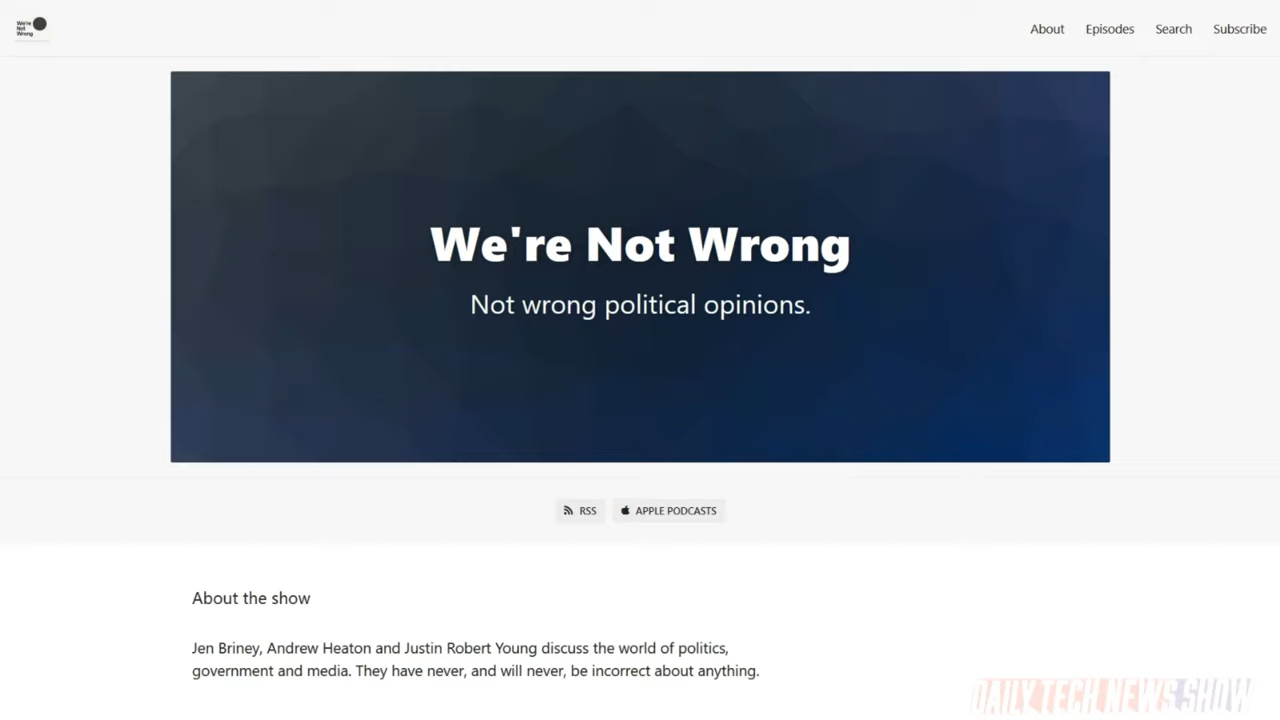 We're
Not
Wrong
About Episodes Search Subscribe
We're Not Wrong
Not wrong political opinions.
RSS APPLE PODCASTS
About the show
Jen Briney, Andrew Heaton and Justin Robert Young discuss the world of politics,
government and media. They have never, and will never, be incorrect about anything.
DAILY TECH NEWS SHOW